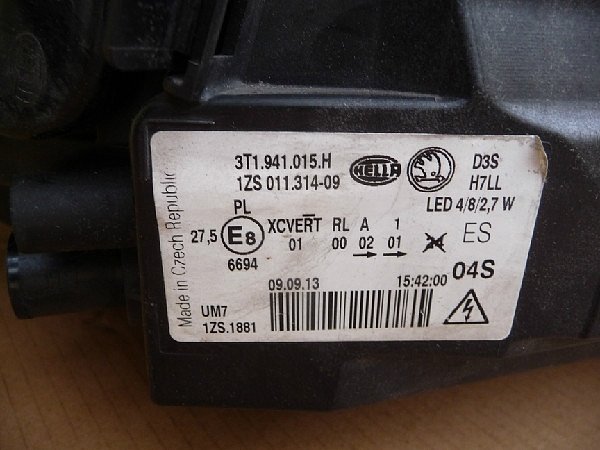 3T1.941.015.H
1ZS 011.314-09
HELLA
D3S
H7LL
LED 4/8/2,7 W
PL
27,5 E8
6694
XCVERT RL A 1
01 00 02 01
24 ES
04S
09.09.13 15:42:00
UM7
1ZS.1881
Made in Czech Republic